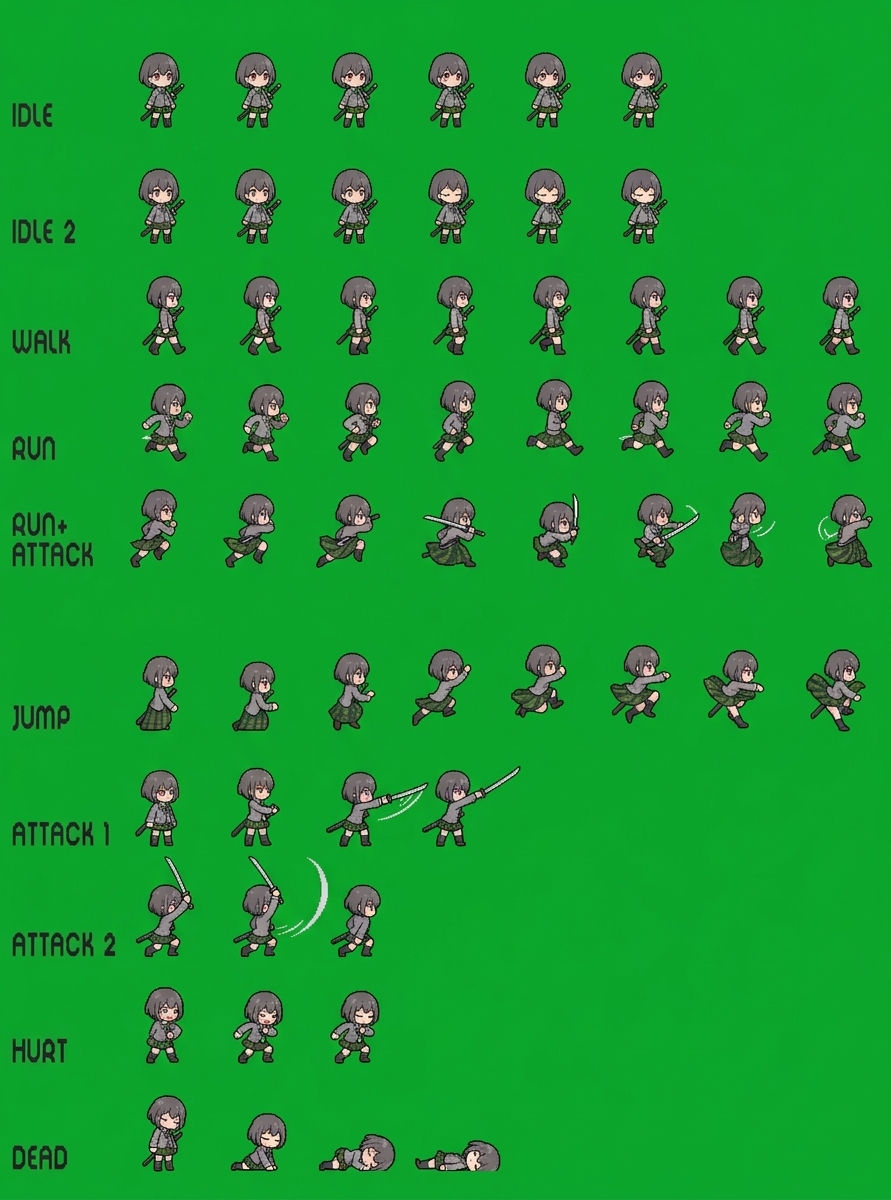 IDLE
IDLE 2
WALK
RUN
RUN+
ATTACK
JUMP
ATTACK 1
ATTACK 2
HURT
DEAD